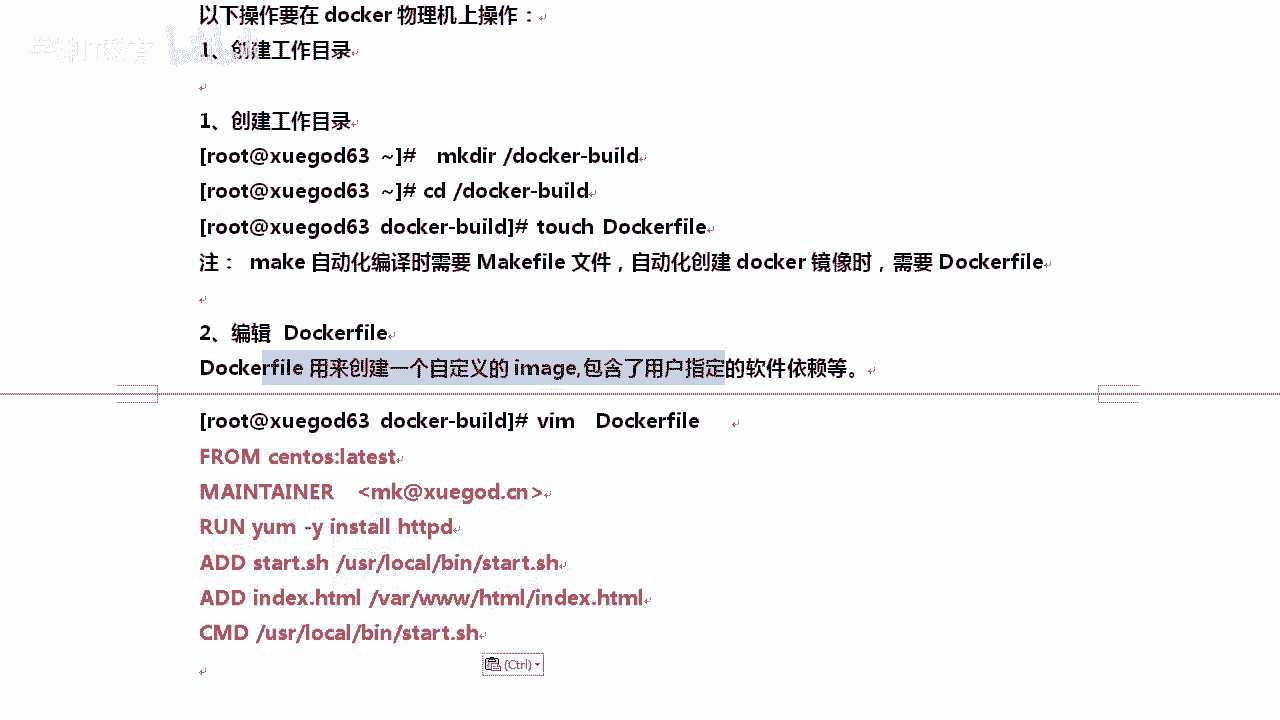 以下操作要在 docker 物理机上操作：
1、创建工作目录
1、创建工作目录
[root@xuegod63 ~]# mkdir /docker-build
[root@xuegod63 ~]# cd /docker-build
[root@xuegod63 docker-build]# touch Dockerfile
注： make 自动化编译时需要 Makefile 文件，自动化创建 docker 镜像时，需要 Dockerfile
2、编辑 Dockerfile
Dockerfile 用来创建一个自定义的 image,包含了用户指定的软件依赖等。
[root@xuegod63 docker-build]# vim Dockerfile
FROM centos:latest
MAINTAINER <mk@xuegod.cn>
RUN yum -y install httpd
ADD start.sh /usr/local/bin/start.sh
ADD index.html /var/www/html/index.html
CMD /usr/local/bin/start.sh
(Ctrl)